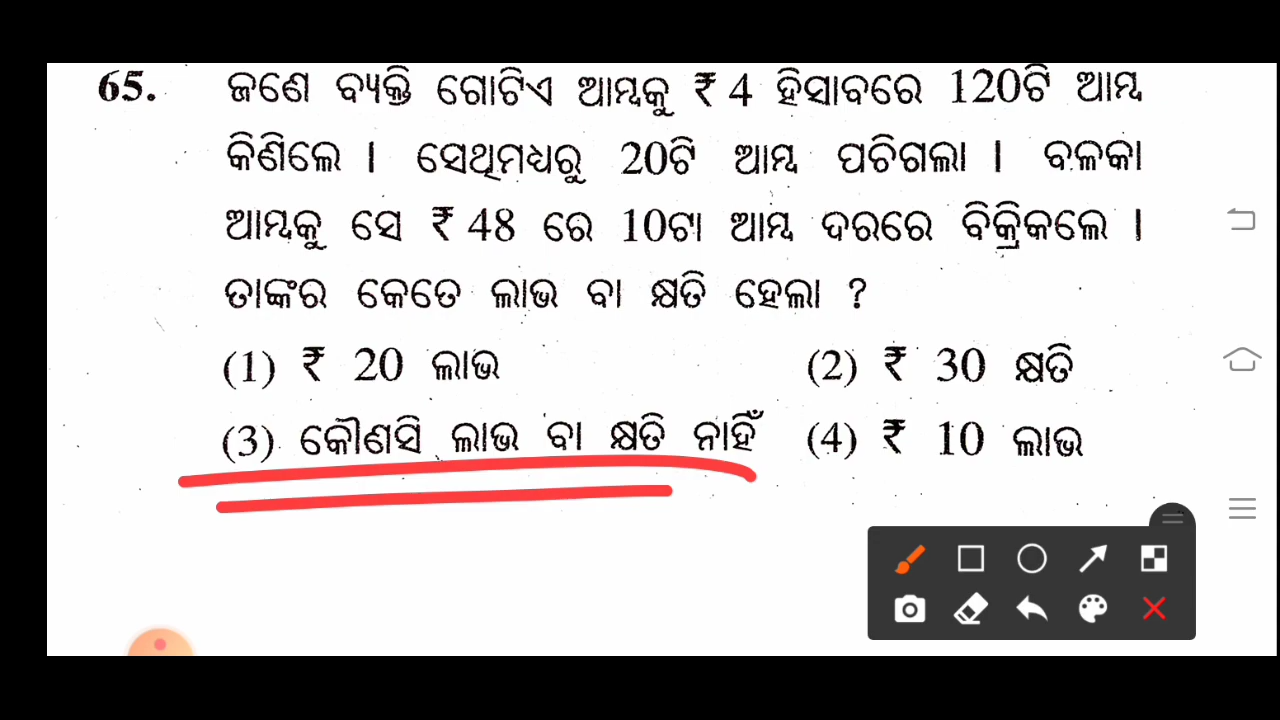 65. ଜଣେ ବ୍ୟକ୍ତି ଗୋଟିଏ ଆମ୍ବକୁ ₹ 4 ହିସାବରେ 120ଟି ଆମ୍ବ
କିଣିଲେ । ସେଥିମଧ୍ଯରୁ 20ଟି ଆମ୍ବ ପଚିଗଲା । ବଳକା
ଆମ୍ବକୁ ସେ ₹ 48 ରେ 10ଟା ଆମ୍ବ ଦରରେ ବିକ୍ରିକଲେ ।
ତାଙ୍କର କେତେ ଲାଭ ବା କ୍ଷତି ହେଲା ?
(1) ₹ 20 ଲାଭ (2) ₹ 30 କ୍ଷତି
(3) କୌଣସି ଲାଭ ବା କ୍ଷତି ନାହିଁ (4) ₹ 10 ଲାଭ